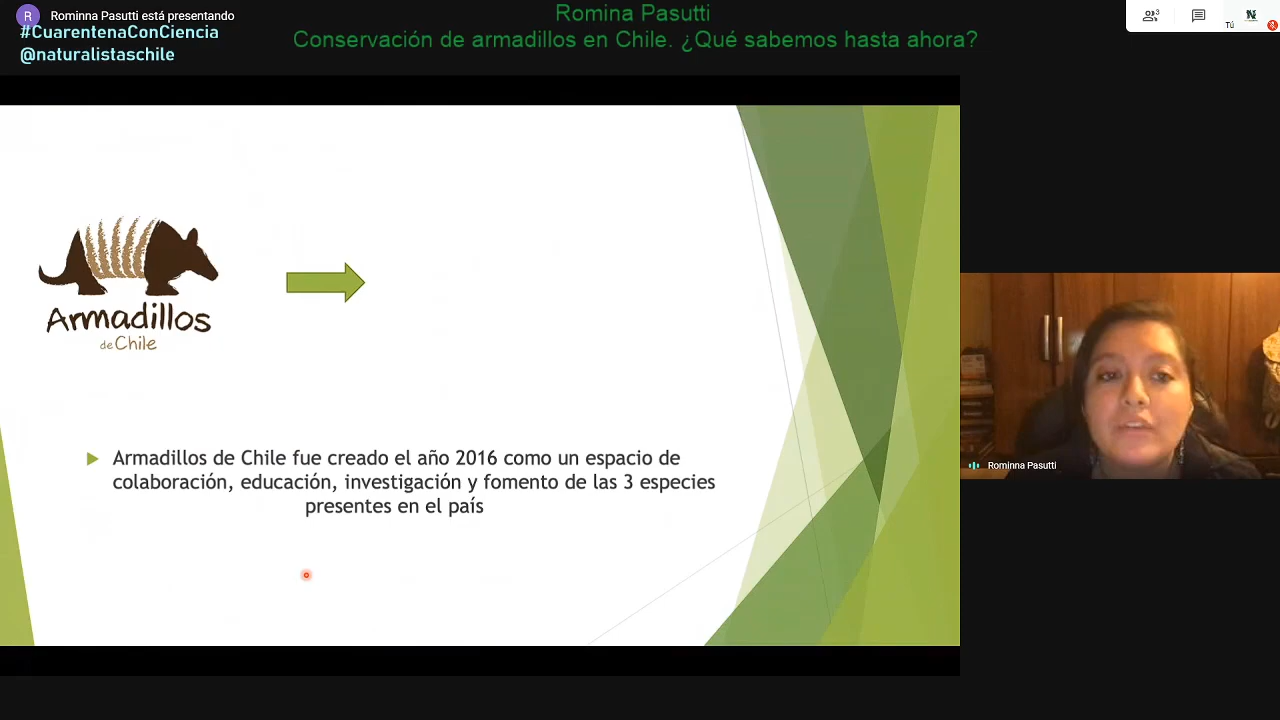 R
Rominna Pasutti está presentando
#CuarentenaConCiencia
@naturalistaschile
Romina Pasutti
Conservación de armadillos en Chile. ¿Qué sabemos hasta ahora?
3
Tú
Armadillos
de Chile
Armadillos de Chile fue creado el año 2016 como un espacio de
colaboración, educación, investigación y fomento de las 3 especies
presentes en el país
Rominna Pasutti